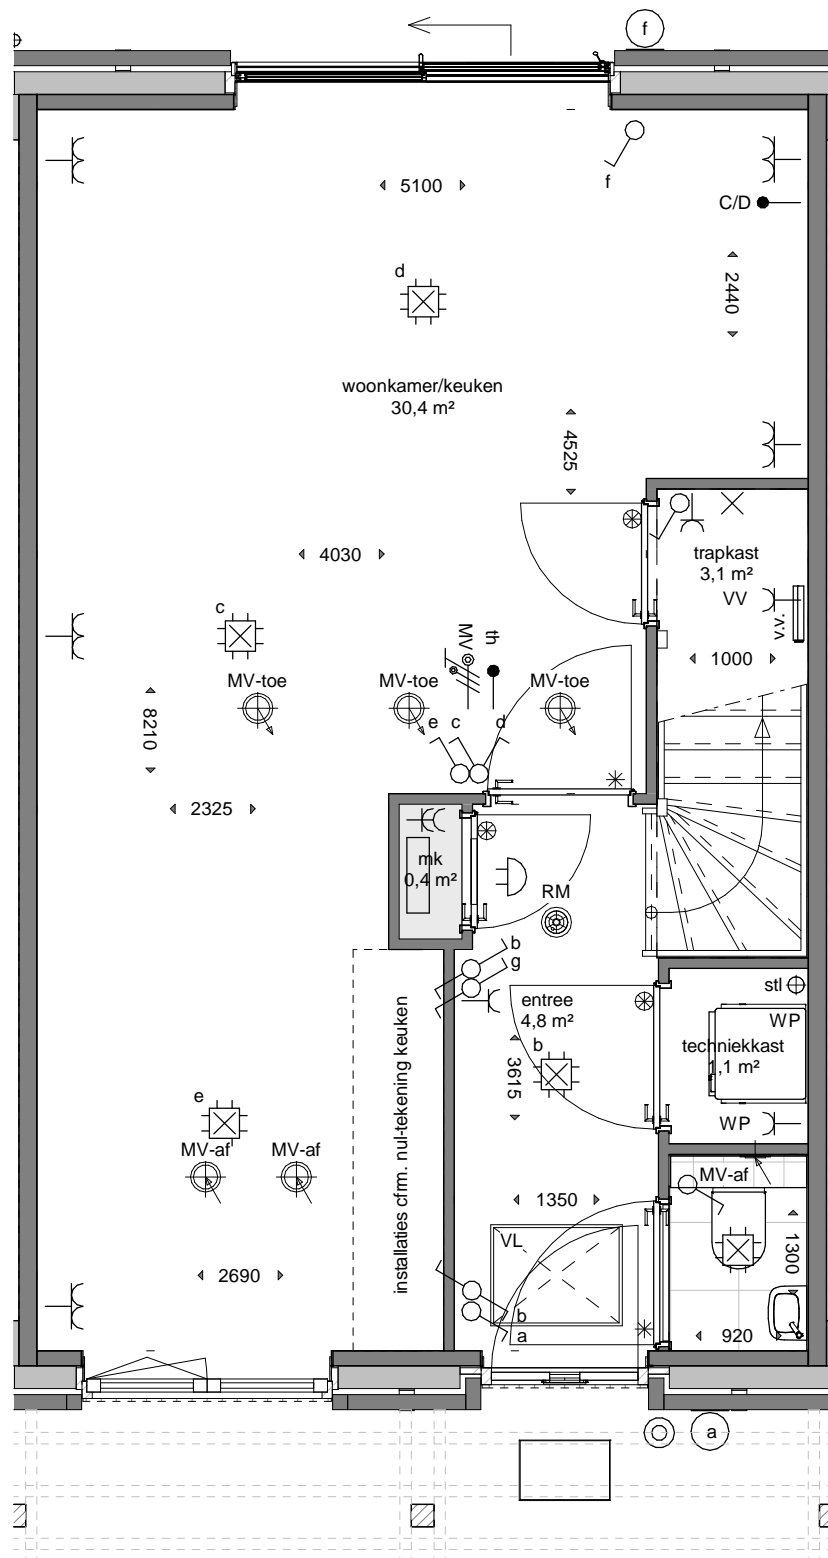 f
f
5100
C/D
2440
d
woonkamer/keuken
30,4 m²
4525
4030
trapkast
3,1 m²
VV
V.V.
1000
c
MV
th
MV-toe
MV-toe
MV-toe
8210
e
c
d
2325
mk
0,4 m²
RM
b
g
stl
entree
4,8 m²
WP
b
techniekkast
1,1 m²
3615
installaties cfrm. nul-tekening keuken
e
WP
MV-af
MV-af
MV-af
1350
VL
1300
2690
b
a
920
a